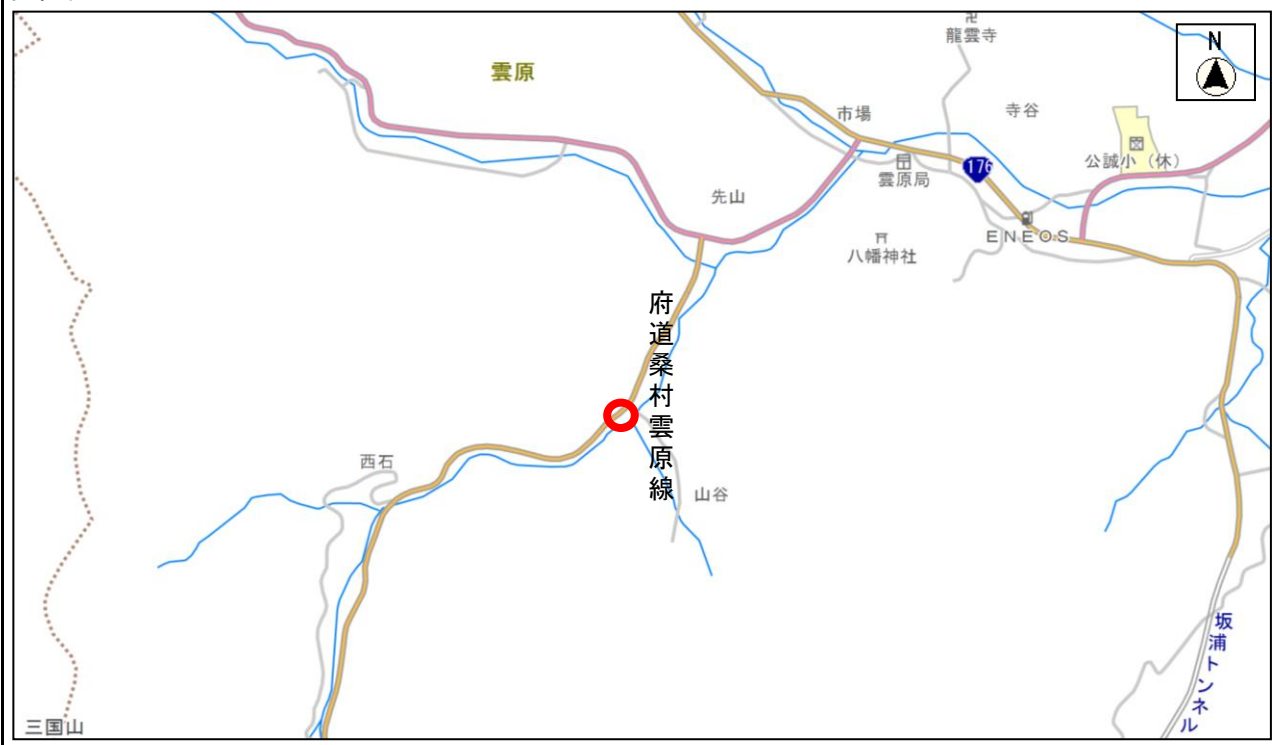 卍
龍雲寺
N
雲原
市場
寺谷
176
公誠小（休）
雲原局
先山
ENEOS
八幡神社
府道桑村雲原線
西石
山谷
坂浦トンネル
三国山